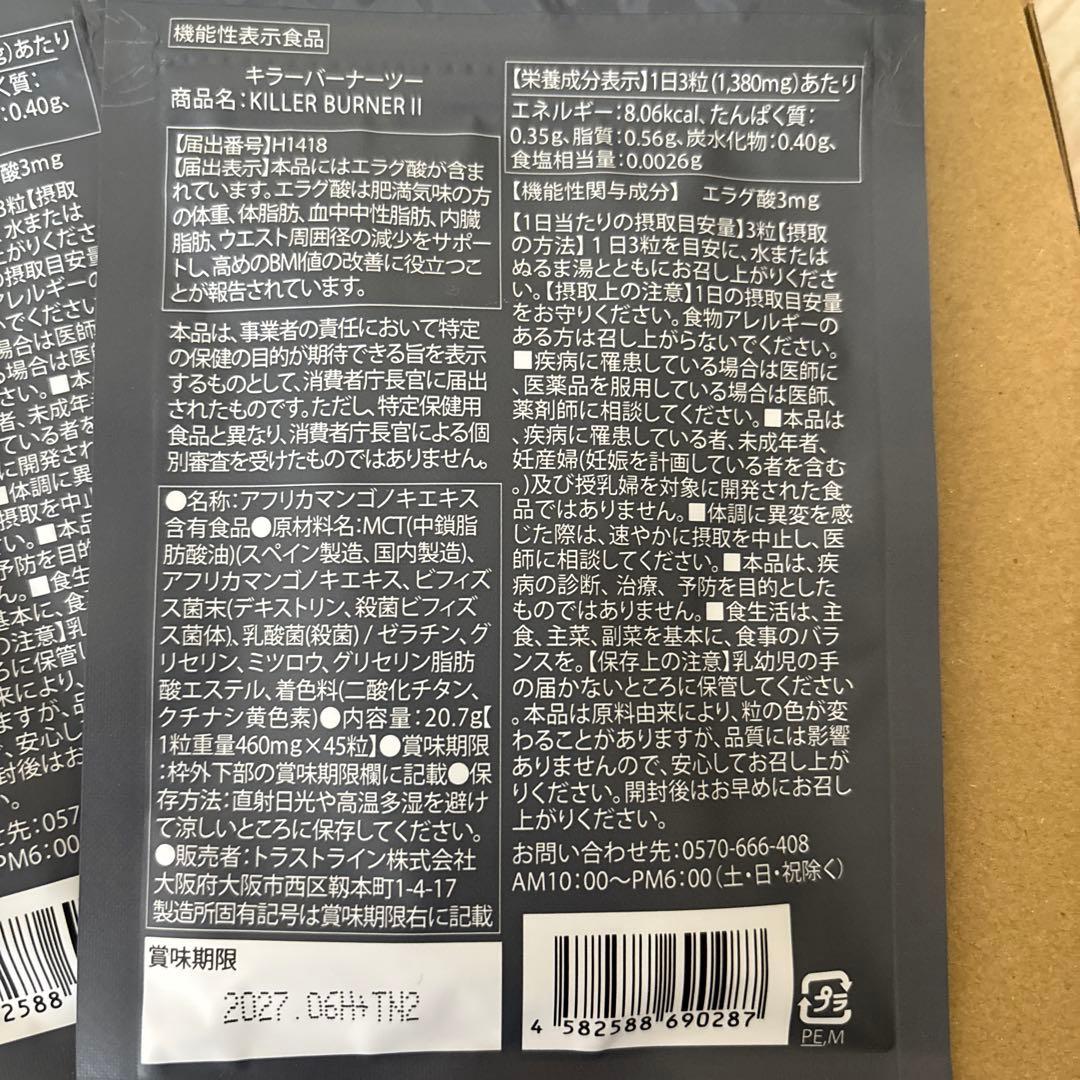 機能性表示食品
キラーバーナーツー
商品名:KILLER BURNER II
【届出番号】H1418
【届出表示】本品にはエラグ酸が含ま
れています。エラグ酸は肥満気味の方
の体重、体脂肪、血中中性脂肪、内臓
脂肪、ウエスト周囲径の減少をサポー
トし、高めのBMI値の改善に役立つこ
とが報告されています。
本品は、事業者の責任において特定
の保健の目的が期待できる旨を表示
するものとして、消費者庁長官に届出
されたものです。ただし、特定保健用
食品と異なり、消費者庁長官による個
別審査を受けたものではありません。
●名称:アフリカマンゴノキエキス
含有食品●原材料名:MCT(中鎖脂
肪酸油)(スペイン製造、国内製造)、
アフリカマンゴノキエキス、ビフィズ
ス菌末(デキストリン、殺菌ビフィズ
ス菌体)、乳酸菌(殺菌) / ゼラチン、グ
リセリン、ミツロウ、グリセリン脂肪
酸エステル、着色料(二酸化チタン、
クチナシ黄色素)●内容量:20.7g【
1粒重量460mg×45粒】●賞味期限
:枠外下部の賞味期限欄に記載●保
存方法:直射日光や高温多湿を避け
て涼しいところに保存してください。
●販売者:トラストライン株式会社
大阪府大阪市西区靱本町1-4-17
製造所固有記号は賞味期限右に記載
賞味期限
2027.06H+TN2
【栄養成分表示】1日3粒(1,380mg)あたり
エネルギー:8.06kcal、たんぱく質:
0.35g、脂質:0.56g、炭水化物:0.40g、
食塩相当量:0.0026g
【機能性関与成分】 エラグ酸3mg
【1日当たりの摂取目安量】3粒【摂取
の方法】1日3粒を目安に、水または
ぬるま湯とともにお召し上がりくださ
い。【摂取上の注意】1日の摂取目安量
をお守りください。食物アレルギーの
ある方は召し上がらないでください。
■疾病に罹患している場合は医師に
、医薬品を服用している場合は医師、
薬剤師に相談してください。■本品は
、疾病に罹患している者、未成年者、
妊産婦(妊娠を計画している者を含む
。)及び授乳婦を対象に開発された食
品ではありません。■体調に異変を感
じた際は、速やかに摂取を中止し、医
師に相談してください。■本品は、疾
病の診断、治療、予防を目的とした
ものではありません。■食生活は、主
食、主菜、副菜を基本に、食事のバラ
ンスを。【保存上の注意】乳幼児の手
の届かないところに保管してください
。本品は原料由来により、粒の色が変
わることがありますが、品質には影響
ありませんので、安心してお召し上が
りください。開封後はお早めにお召し
上がりください。
お問い合わせ先:0570-666-408
AM10:00〜PM6:00(土・日・祝除く)
4 582588 690287
プラ
PE,M